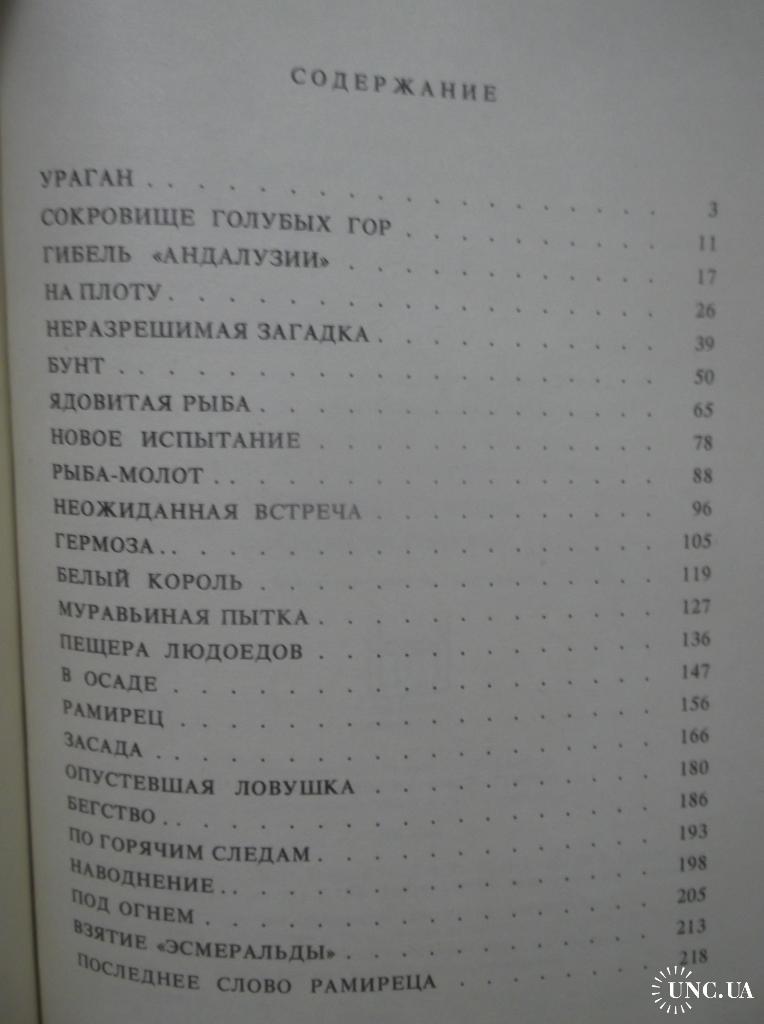 СОДЕРЖАНИЕ
УРАГАН . . . . . . . . . . . . . . . . 3
СОКРОВИЩЕ ГОЛУБЫХ ГОР . . . . . . . . . 11
ГИБЕЛЬ «АНДАЛУЗИИ» . . . . . . . . . . . 17
НА ПЛОТУ . . . . . . . . . . . . . . . . 26
НЕРАЗРЕШИМАЯ ЗАГАДКА . . . . . . . . . . 39
БУНТ . . . . . . . . . . . . . . . . . . 50
ЯДОВИТАЯ РЫБА . . . . . . . . . . . . . . 65
НОВОЕ ИСПЫТАНИЕ . . . . . . . . . . . . 78
РЫБА-МОЛОТ . . . . . . . . . . . . . . . 88
НЕОЖИДАННАЯ ВСТРЕЧА . . . . . . . . . . 96
ГЕРМОЗА . . . . . . . . . . . . . . . . . 105
БЕЛЫЙ КОРОЛЬ . . . . . . . . . . . . . . 119
МУРАВЬИНАЯ ПЫТКА . . . . . . . . . . . . 127
ПЕЩЕРА ЛЮДОЕДОВ . . . . . . . . . . . . 136
В ОСАДЕ . . . . . . . . . . . . . . . . 147
РАМИРЕЦ . . . . . . . . . . . . . . . . 156
ЗАСАДА . . . . . . . . . . . . . . . . . 166
ОПУСТЕВШАЯ ЛОВУШКА . . . . . . . . . . . 180
БЕГСТВО . . . . . . . . . . . . . . . . . 186
ПО ГОРЯЧИМ СЛЕДАМ . . . . . . . . . . . . 193
НАВОДНЕНИЕ . . . . . . . . . . . . . . . 198
ПОД ОГНЕМ . . . . . . . . . . . . . . . 205
ВЗЯТИЕ «ЭСМЕРАЛЬДЫ» . . . . . . . . . . . 213
ПОСЛЕДНЕЕ СЛОВО РАМИРЕЦА . . . . . . . . 218
UNC.UA